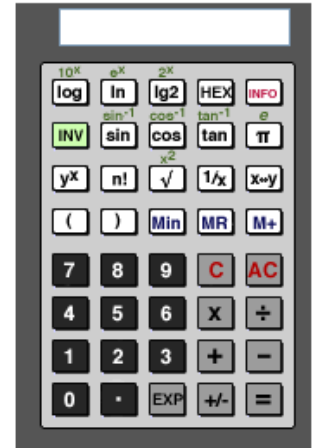 10ˣ eˣ 2ˣ
log ln lg2 HEX INFO
sin⁻¹ cos⁻¹ tan⁻¹ e
INV sin cos tan π
x²
yˣ n! √ 1/x x↔y
( ) Min MR M+
7 8 9 C AC
4 5 6 x ÷
1 2 3 + −
0 · EXP +/- =